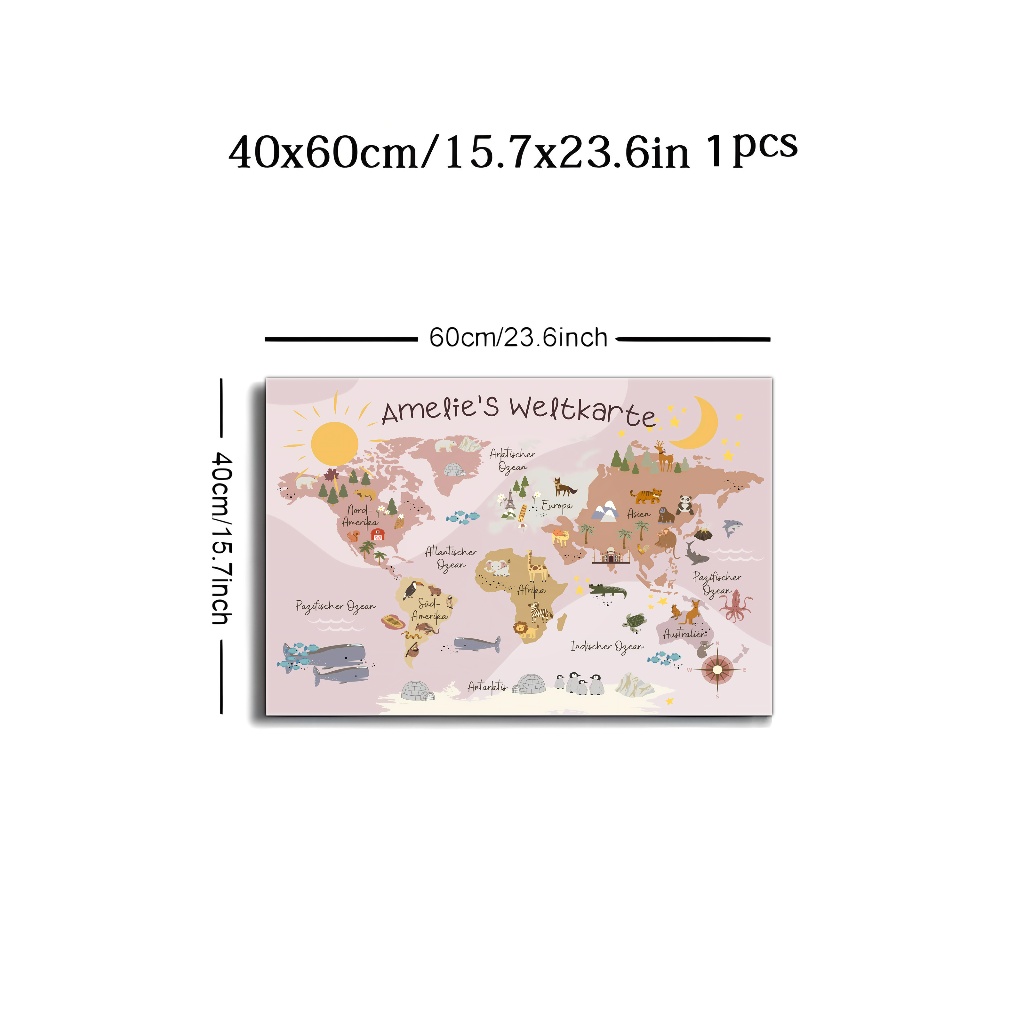 40x60cm/15.7x23.6in 1pcs
60cm/23.6inch
40cm/15.7inch
Amelie's Weltkarte
Arktischer
Ozean
Nord
Amerika
Europa
Asien
Atlantischer
Ozean
Pazifischer
Ozean
Afrika
Pazifischer Ozean
Süd-
Amerika
Australien
Indischer Ozean
Antarktis